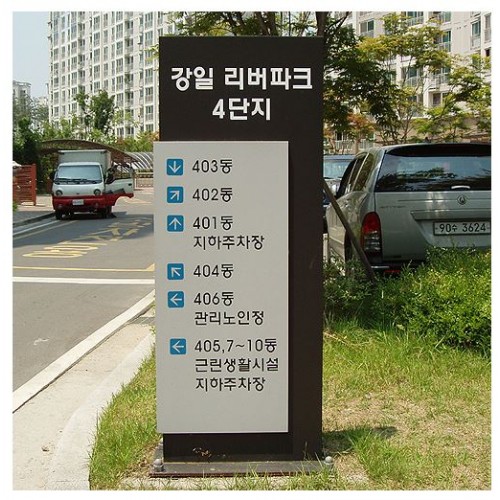 강일 리버파크
4단지
403동
402동
401동
지하주차장
404동
406동
관리노인정
405,7~10동
근린생활시설
지하주차장
90수 3624